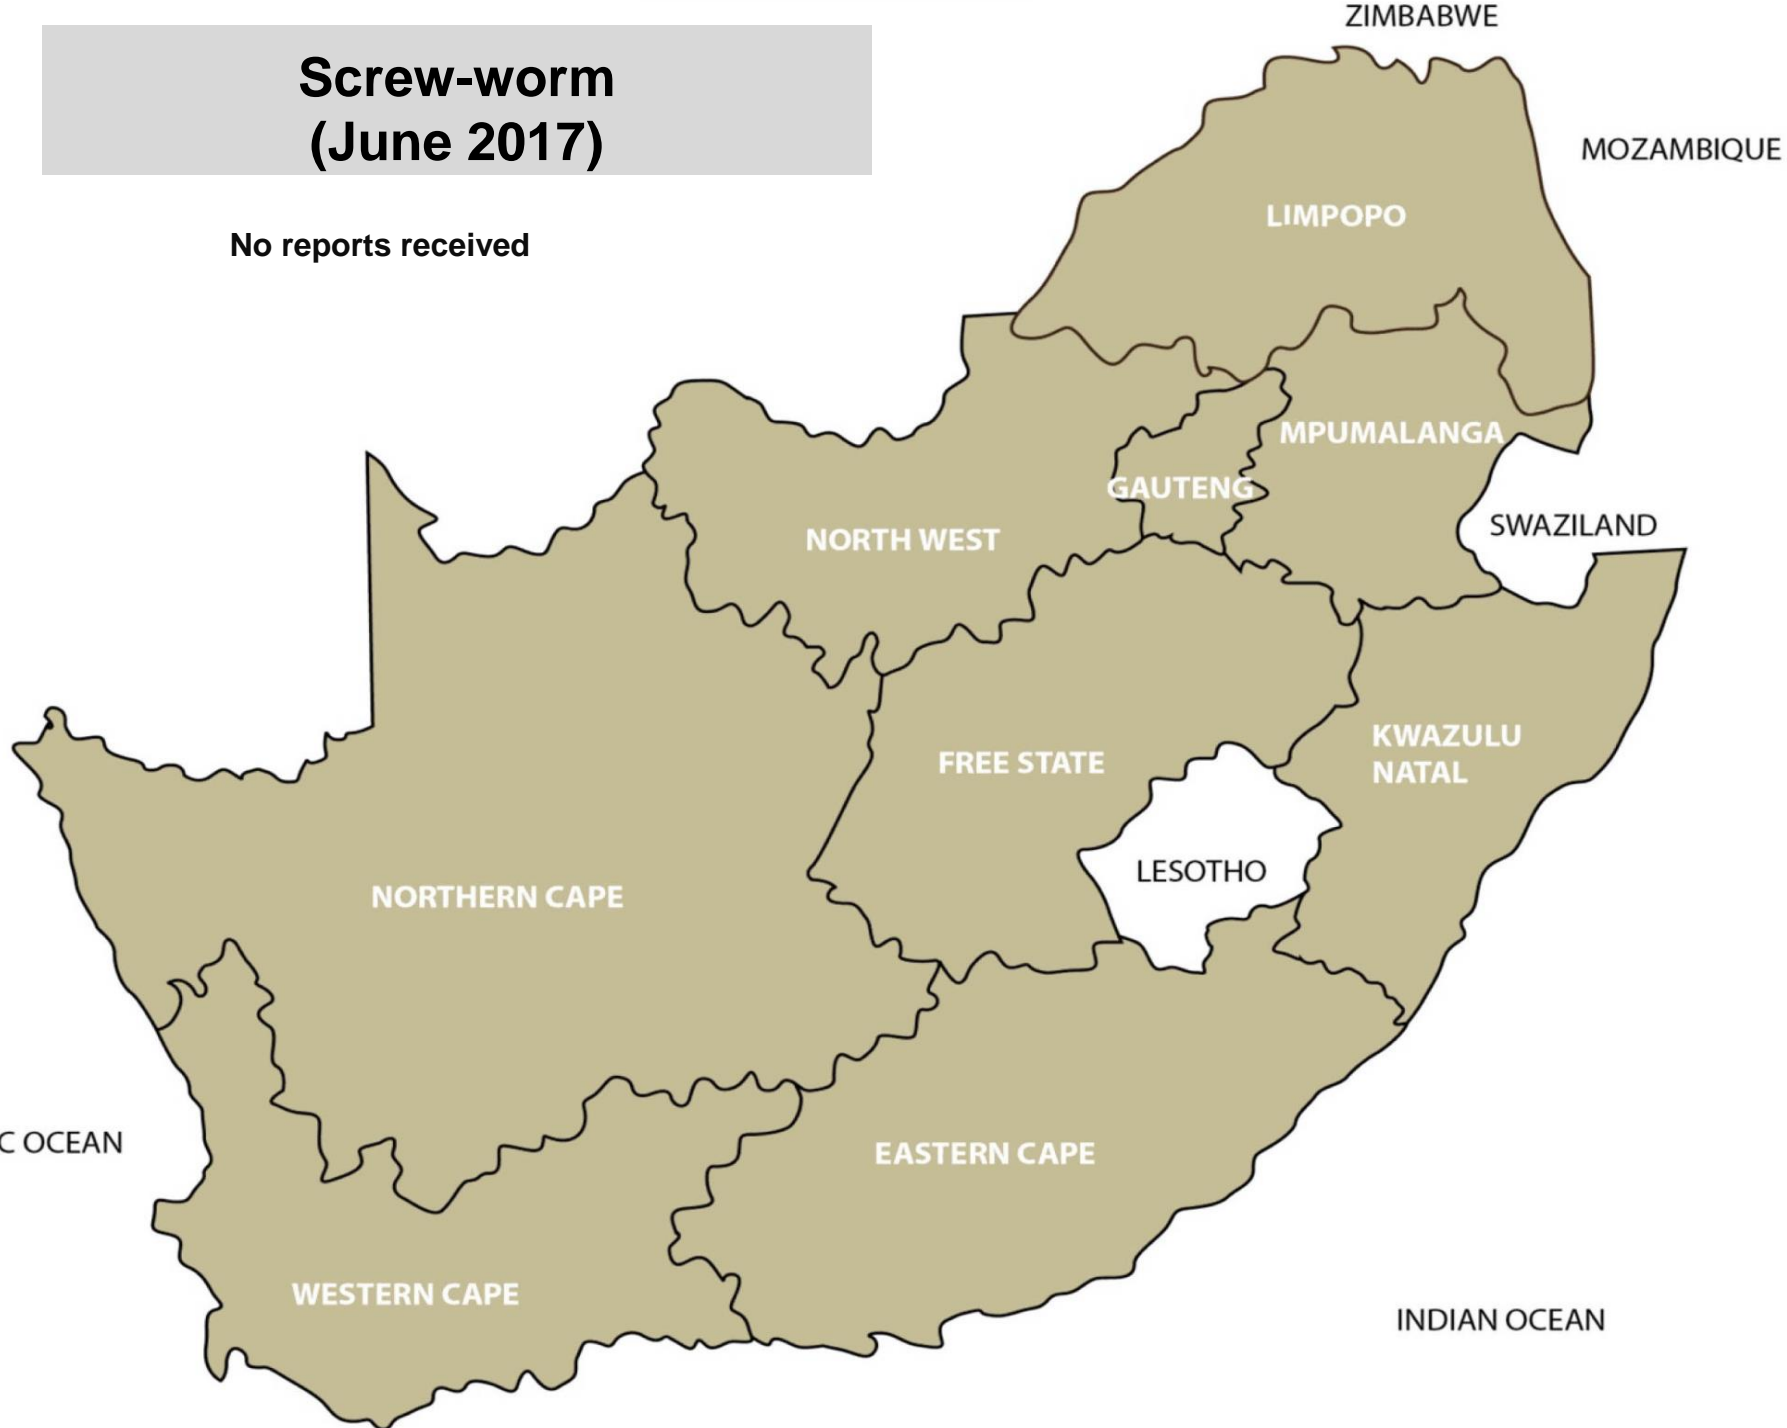 Screw-worm
(June 2017)
No reports received
ZIMBABWE
MOZAMBIQUE
LIMPOPO
MPUMALANGA
GAUTENG
NORTH WEST
SWAZILAND
FREE STATE
KWAZULU
NATAL
LESOTHO
NORTHERN CAPE
C OCEAN
EASTERN CAPE
WESTERN CAPE
INDIAN OCEAN